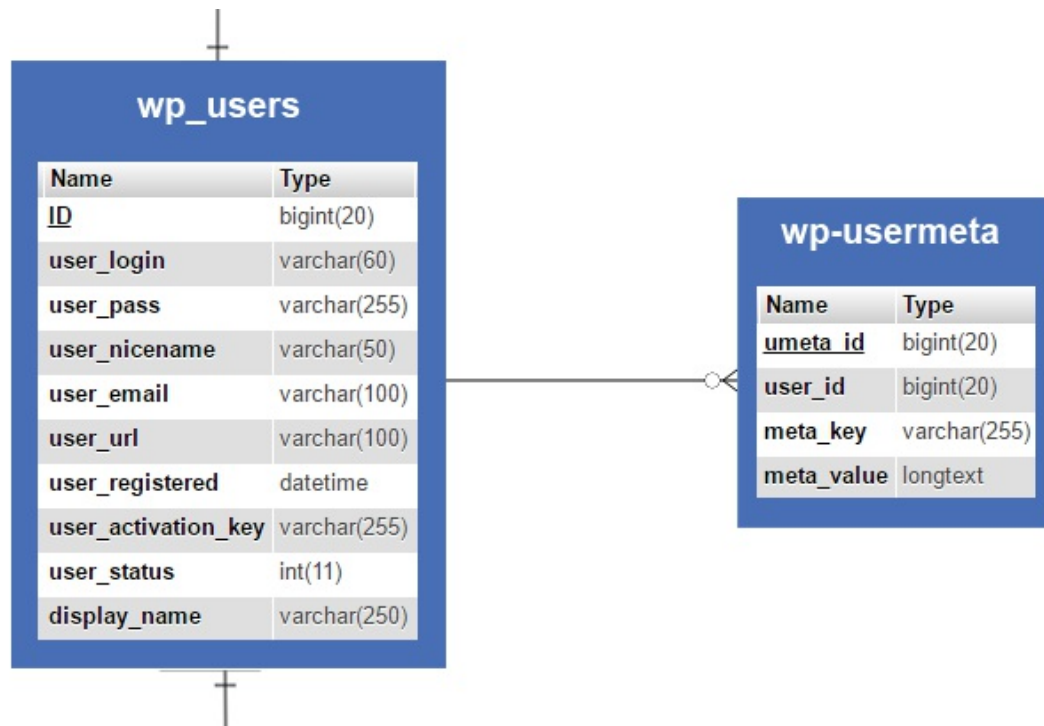 wp_users
Name Type
ID bigint(20)
user_login varchar(60)
user_pass varchar(255)
user_nicename varchar(50)
user_email varchar(100)
user_url varchar(100)
user_registered datetime
user_activation_key varchar(255)
user_status int(11)
display_name varchar(250)
wp-usermeta
Name Type
umeta_id bigint(20)
user_id bigint(20)
meta_key varchar(255)
meta_value longtext